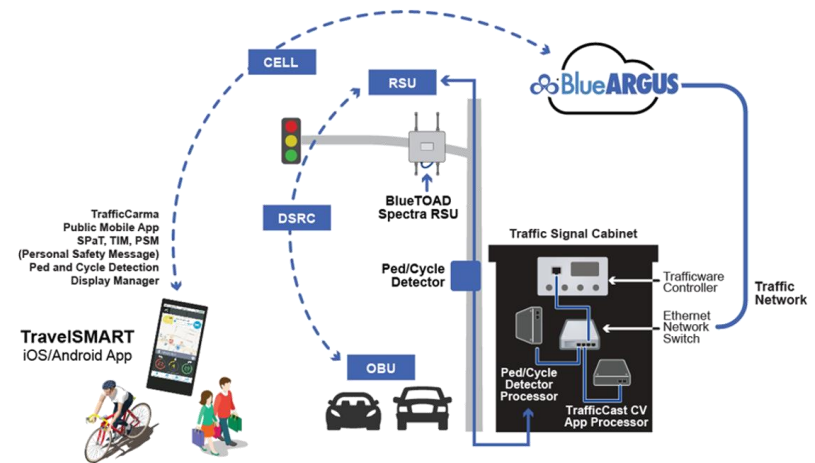 CELL
RSU
BlueARGUS
BlueTOAD
Spectra RSU
DSRC
TrafficCarma
Public Mobile App
SPaT, TIM, PSM
(Personal Safety Message)
Ped and Cycle Detection
Display Manager
TravelSMART
iOS/Android App
Ped/Cycle
Detector
OBU
Traffic Signal Cabinet
Trafficware
Controller
Ethernet
Network
Switch
Traffic
Network
Ped/Cycle
Detector
Processor
TrafficCast CV
App Processor